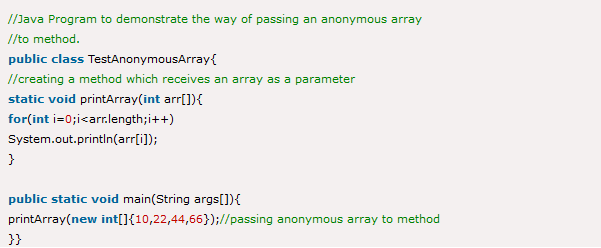 //Java Program to demonstrate the way of passing an anonymous array
//to method.
public class TestAnonymousArray{
//creating a method which receives an array as a parameter
static void printArray(int arr[]){
for(int i=0;i<arr.length;i++)
System.out.println(arr[i]);
}

public static void main(String args[]){
printArray(new int[]{10,22,44,66});//passing anonymous array to method
}}